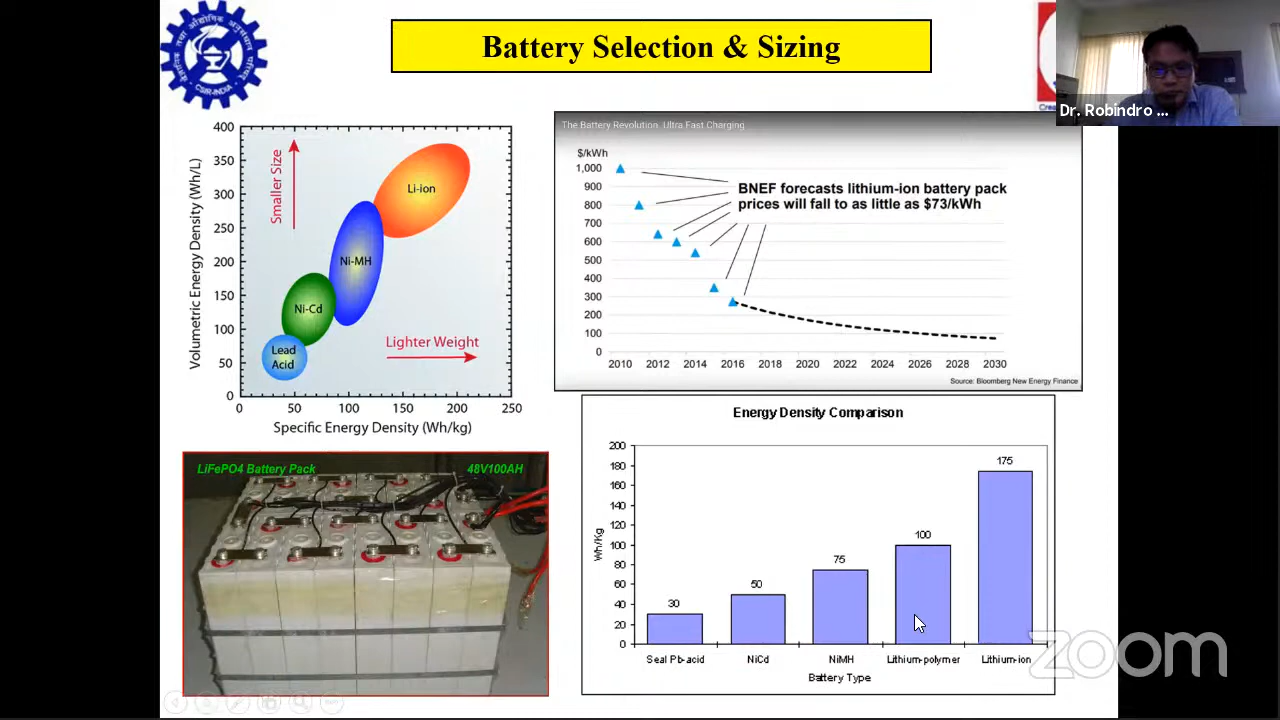 Battery Selection & Sizing
CSIR-INDIA
Dr. Robindro ...
400
350
300
250
200
150
100
50
0
Volumetric Energy Density (Wh/L)
Smaller Size
Li-ion
Ni-MH
Ni-Cd
Lead
Acid
Lighter Weight
0 50 100 150 200 250
Specific Energy Density (Wh/kg)
The Battery Revolution Ultra Fast Charging
$/kWh
1,000
900
800
700
600
500
400
300
200
100
0
BNEF forecasts lithium-ion battery pack
prices will fall to as little as $73/kWh
2010 2012 2014 2016 2018 2020 2022 2024 2026 2028 2030
Source: Bloomberg New Energy Finance
LiFePO4 Battery Pack 48V100AH
Energy Density Comparison
200
180
160
140
120
100
80
60
40
20
0
Wh/Kg
30
50
75
100
175
Seal Pb-acid NiCd NiMH Lithium-polymer Lithium-ion
Battery Type
zoom